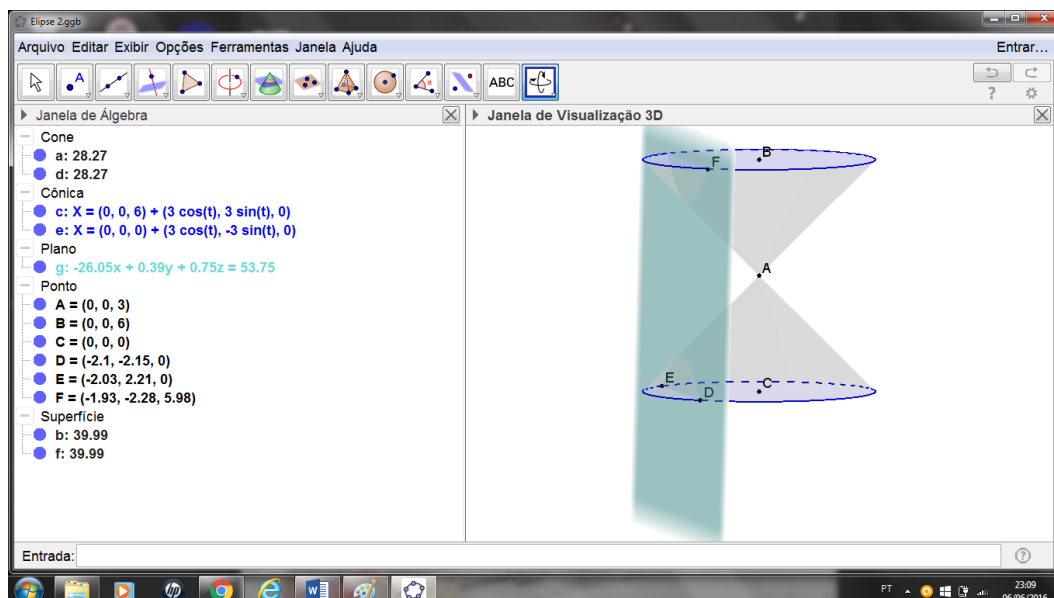 Elipse 2.ggb
Arquivo Editar Exibir Opções Ferramentas Janela Ajuda
Entrar...
A
ABC
?
Janela de Álgebra
Cone
a: 28.27
d: 28.27
Cônica
c: X = (0, 0, 6) + (3 cos(t), 3 sin(t), 0)
e: X = (0, 0, 0) + (3 cos(t), -3 sin(t), 0)
Plano
g: -26.05x + 0.39y + 0.75z = 53.75
Ponto
A = (0, 0, 3)
B = (0, 0, 6)
C = (0, 0, 0)
D = (-2.1, -2.15, 0)
E = (-2.03, 2.21, 0)
F = (-1.93, -2.28, 5.98)
Superfície
b: 39.99
f: 39.99
Janela de Visualização 3D
B
F
A
E
C
D
Entrada:
?
hp
PT
23:09
06/06/2016